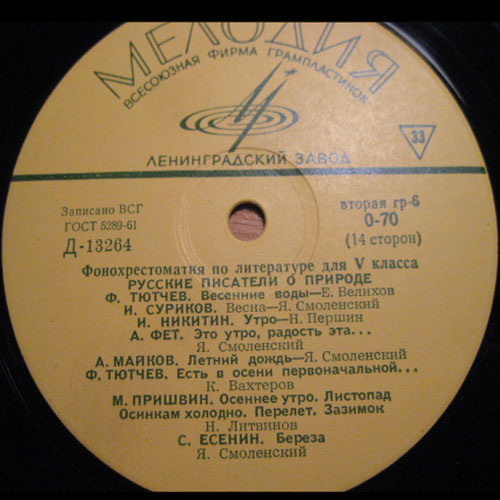 МЕЛОДИЯ
ВСЕСОЮЗНАЯ ФИРМА ГРАМПЛАСТИНОК
ЛЕНИНГРАДСКИЙ ЗАВОД
33
Записано ВСГ
ГОСТ 5289-61
Д-13264
вторая гр-6
0-70
(14 сторон)
Фонохрестоматия по литературе для V класса
РУССКИЕ ПИСАТЕЛИ О ПРИРОДЕ
Ф. ТЮТЧЕВ. Весенние воды—Е. Велихов
И. СУРИКОВ. Весна—Я. Смоленский
И. НИКИТИН. Утро—Н. Першин
А. ФЕТ. Это утро, радость эта...
Я. Смоленский
А. МАЙКОВ. Летний дождь—Я. Смоленский
Ф. ТЮТЧЕВ. Есть в осени первоначальной...
К. Вахтеров
М. ПРИШВИН. Осеннее утро. Листопад
Осинкам холодно. Перелет. Зазимок
Н. Литвинов
С. ЕСЕНИН. Береза
Я. Смоленский